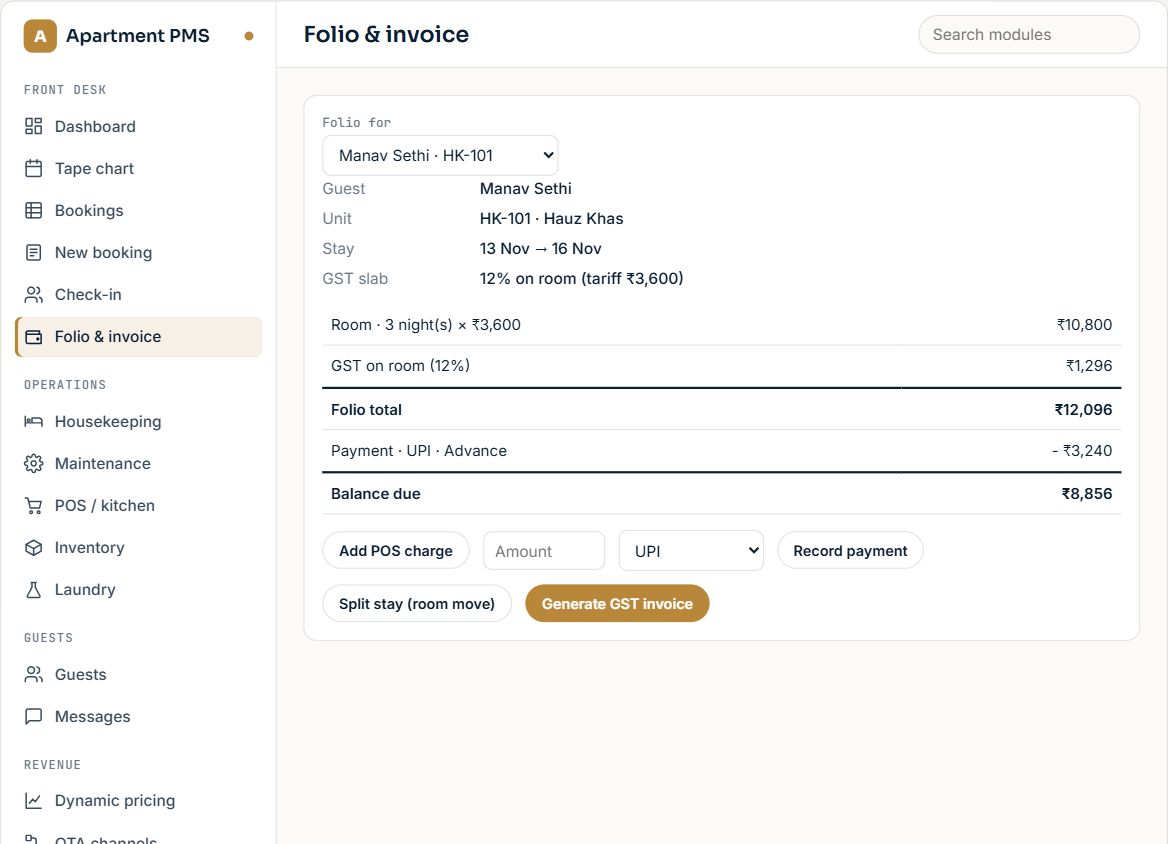 A Apartment PMS
FRONT DESK
Dashboard
Tape chart
Bookings
New booking
Check-in
Folio & invoice
OPERATIONS
Housekeeping
Maintenance
POS / kitchen
Inventory
Laundry
GUESTS
Guests
Messages
REVENUE
Dynamic pricing
OTA channels
Folio & invoice
Search modules
Folio for
Manav Sethi · HK-101
Guest Manav Sethi
Unit HK-101 · Hauz Khas
Stay 13 Nov → 16 Nov
GST slab 12% on room (tariff ₹3,600)
Room · 3 night(s) × ₹3,600 ₹10,800
GST on room (12%) ₹1,296
Folio total ₹12,096
Payment · UPI · Advance - ₹3,240
Balance due ₹8,856
Add POS charge Amount UPI Record payment
Split stay (room move) Generate GST invoice